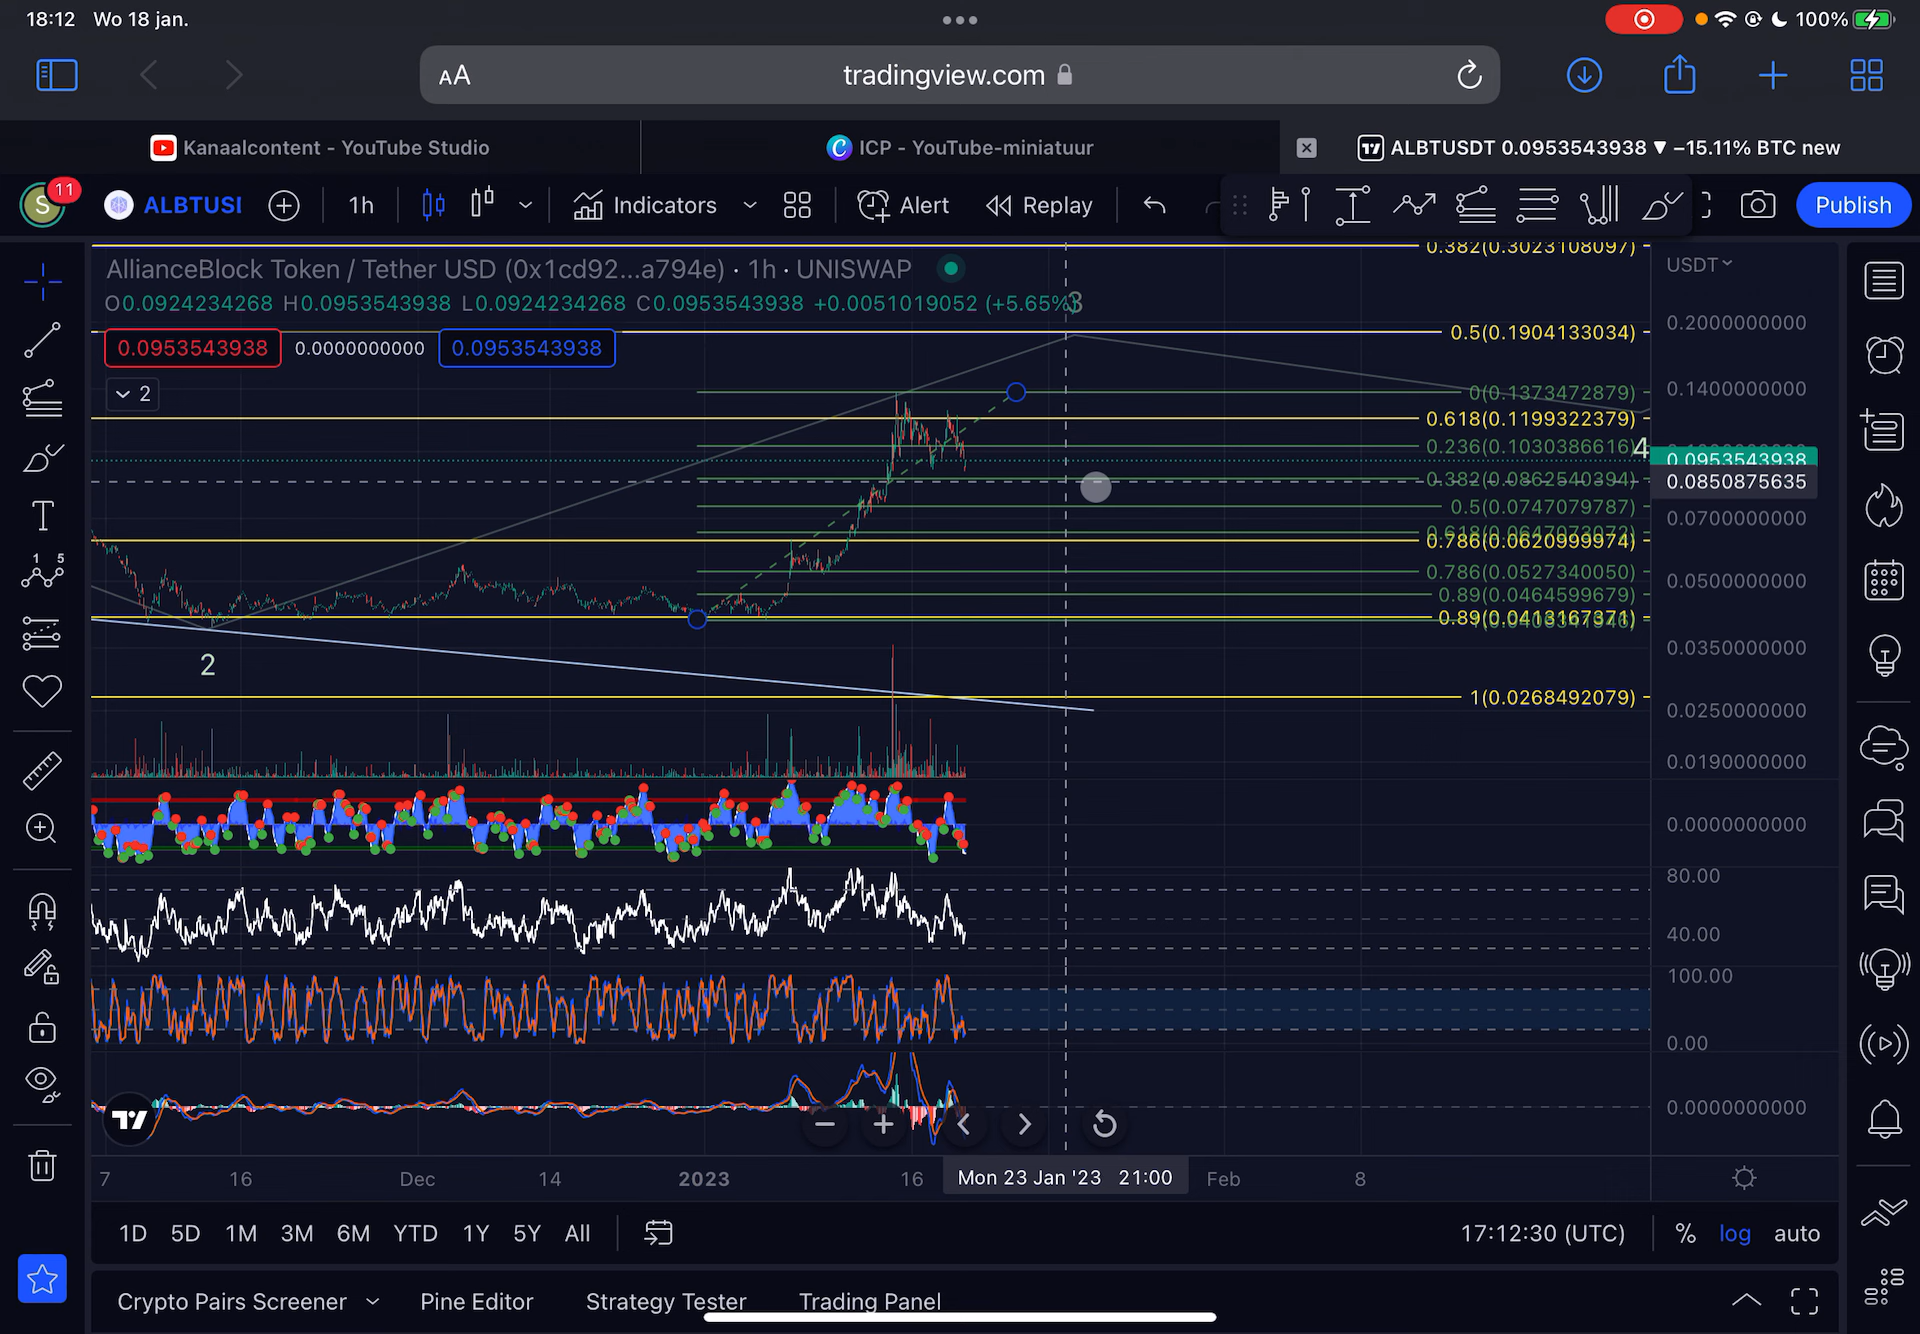 18:12 Wo 18 jan.
100%
AA
tradingview.com
Kanaalcontent - YouTube Studio
ICP - YouTube-miniatuur
ALBTUSDT 0.0953543938 ▼ −15.11% BTC new
S
11
ALBTUSI
1h
Indicators
Alert
Replay
Publish
AllianceBlock Token / Tether USD (0x1cd92...a794e) · 1h · UNISWAP
O0.0924234268 H0.0953543938 L0.0924234268 C0.0953543938 +0.0051019052 (+5.65%)
3
0.0953543938
0.0000000000
0.0953543938
2
0.382(0.3023108097)
0.5(0.1904133034)
0(0.1373472879)
0.618(0.1199322379)
0.236(0.1030386616)
4
0.382(0.0862540394)
0.5(0.0747079787)
0.786(0.0620999974)
0.786(0.0527340050)
0.89(0.0464599679)
0.89(0.0413167371)
1(0.0268492079)
2
USDT
0.2000000000
0.1400000000
0.0953543938
0.0850875635
0.0700000000
0.0500000000
0.0350000000
0.0250000000
0.0190000000
0.0000000000
80.00
40.00
100.00
0.00
0.0000000000
7
16
Dec
14
2023
16
Mon 23 Jan '23 21:00
Feb
8
1D 5D 1M 3M 6M YTD 1Y 5Y All
17:12:30 (UTC)
%
log
auto
Crypto Pairs Screener
Pine Editor
Strategy Tester
Trading Panel